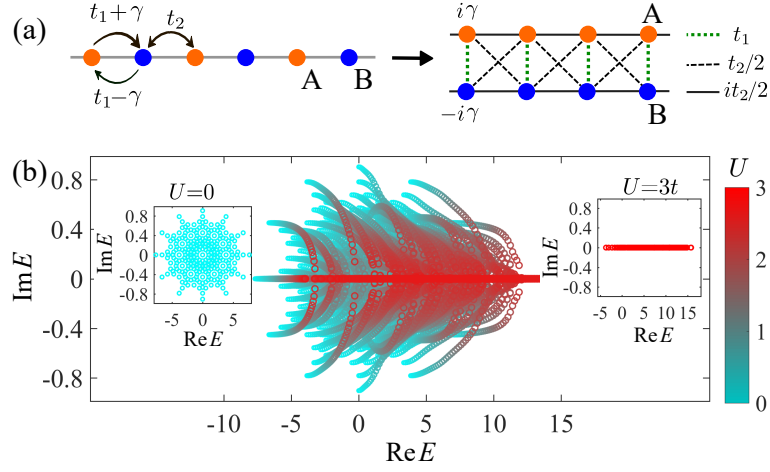 (a)
t₁+γ
t₂
t₁−γ
A
B
iγ
A
−iγ
B
t₁
t₂/2
it₂/2
(b)
U=0
ImE
0.8
0.4
0
-0.4
-0.8
-5
0
5
ReE
U=3t
ImE
0.8
0.4
0
-0.4
-0.8
-5
0
5
10
15
ReE
ImE
0.8
0.4
0
-0.4
-0.8
-10
-5
0
5
10
15
ReE
U
3
2
1
0